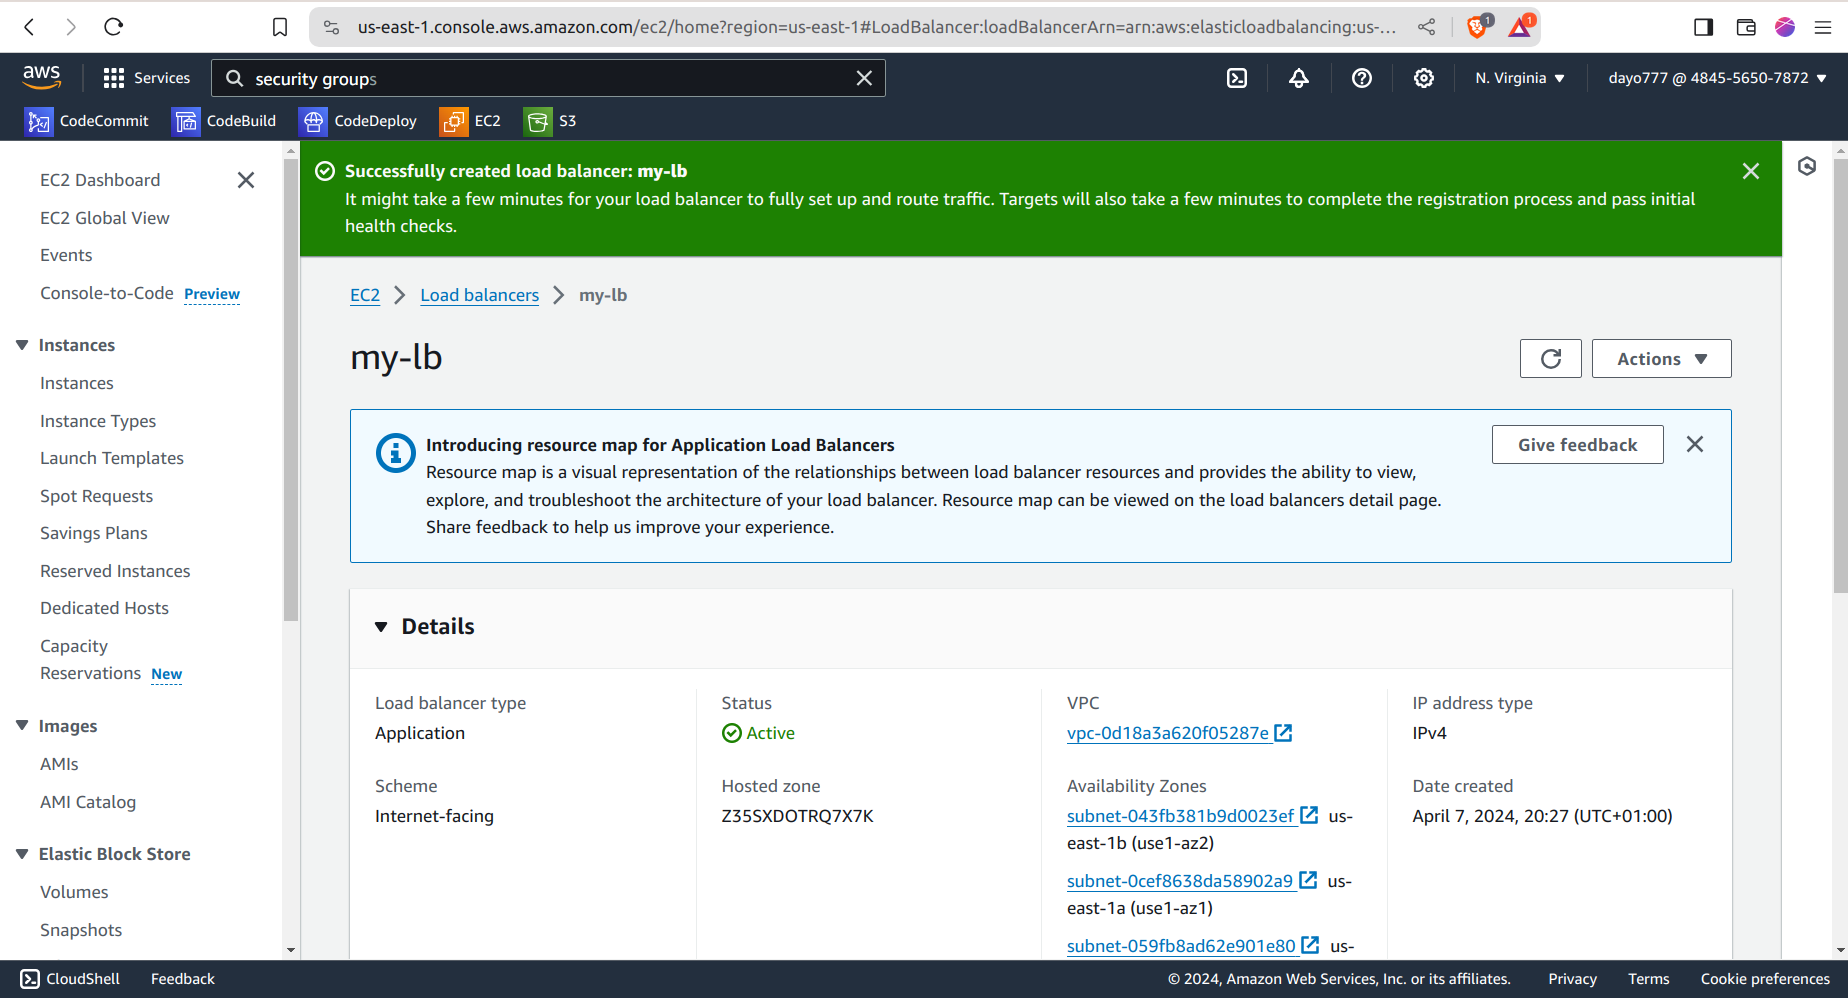 us-east-1.console.aws.amazon.com/ec2/home?region=us-east-1#LoadBalancer:loadBalancerArn=arn:aws:elasticloadbalancing:us-...
1
1
aws
Services
security groups
N. Virginia
dayo777 @ 4845-5650-7872
CodeCommit
CodeBuild
CodeDeploy
EC2
S3
EC2 Dashboard
EC2 Global View
Events
Console-to-Code Preview
Instances
Instances
Instance Types
Launch Templates
Spot Requests
Savings Plans
Reserved Instances
Dedicated Hosts
Capacity
Reservations New
Images
AMIs
AMI Catalog
Elastic Block Store
Volumes
Snapshots
Successfully created load balancer: my-lb
It might take a few minutes for your load balancer to fully set up and route traffic. Targets will also take a few minutes to complete the registration process and pass initial
health checks.
EC2 > Load balancers > my-lb
my-lb
Actions
Introducing resource map for Application Load Balancers
Resource map is a visual representation of the relationships between load balancer resources and provides the ability to view,
explore, and troubleshoot the architecture of your load balancer. Resource map can be viewed on the load balancers detail page.
Share feedback to help us improve your experience.
Give feedback
Details
Load balancer type
Application
Scheme
Internet-facing
Status
Active
Hosted zone
Z35SXDOTRQ7X7K
VPC
vpc-0d18a3a620f05287e
Availability Zones
subnet-043fb381b9d0023ef us-
east-1b (use1-az2)
subnet-0cef8638da58902a9 us-
east-1a (use1-az1)
subnet-059fb8ad62e901e80 us-
IP address type
IPv4
Date created
April 7, 2024, 20:27 (UTC+01:00)
CloudShell
Feedback
© 2024, Amazon Web Services, Inc. or its affiliates.
Privacy
Terms
Cookie preferences